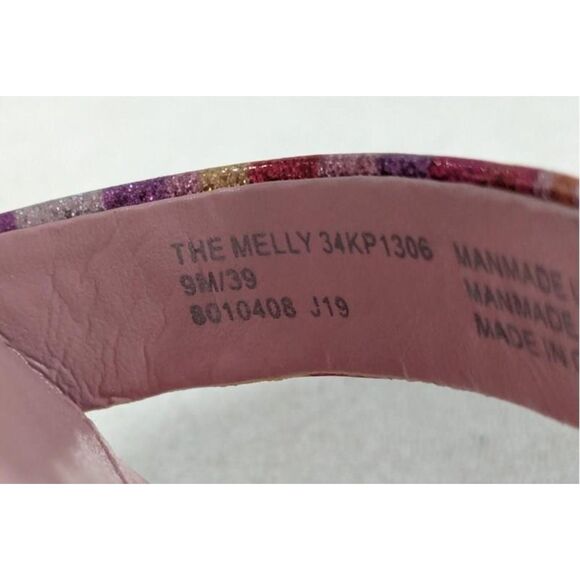 THE MELLY 34KP1306
9M/39
8010408 J19
MANMADE
MANMADE
MADE IN